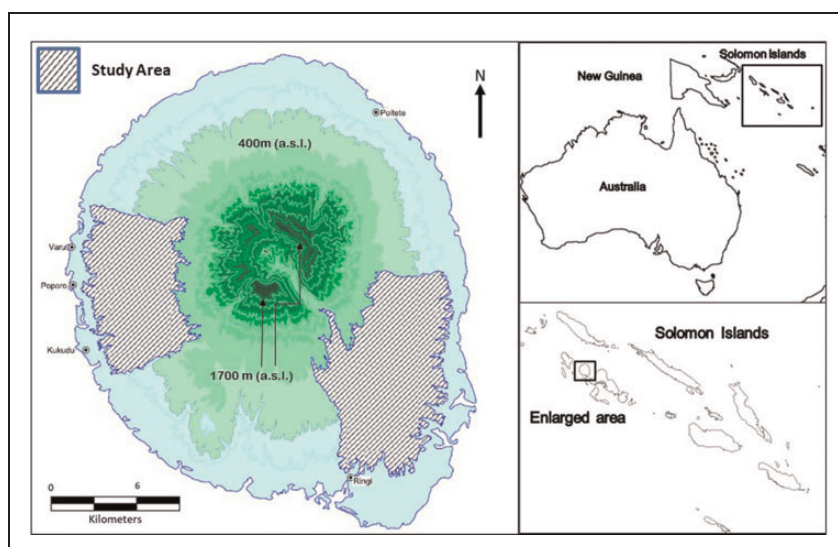 Study Area
N
Poitete
400m (a.s.l.)
Varu
Poporo
Kukudu
1700 m (a.s.l.)
Ringi
0 6
Kilometers
Solomon Islands
New Guinea
Australia
Solomon Islands
Enlarged area